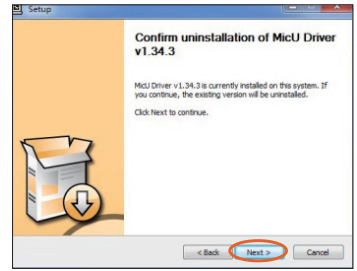 Setup
Confirm uninstallation of MicU Driver
v1.34.3
MicU Driver v1.34.3 is currently installed on this system. If
you continue, the existing version will be uninstalled.
Click Next to continue.
< Back
Next >
Cancel